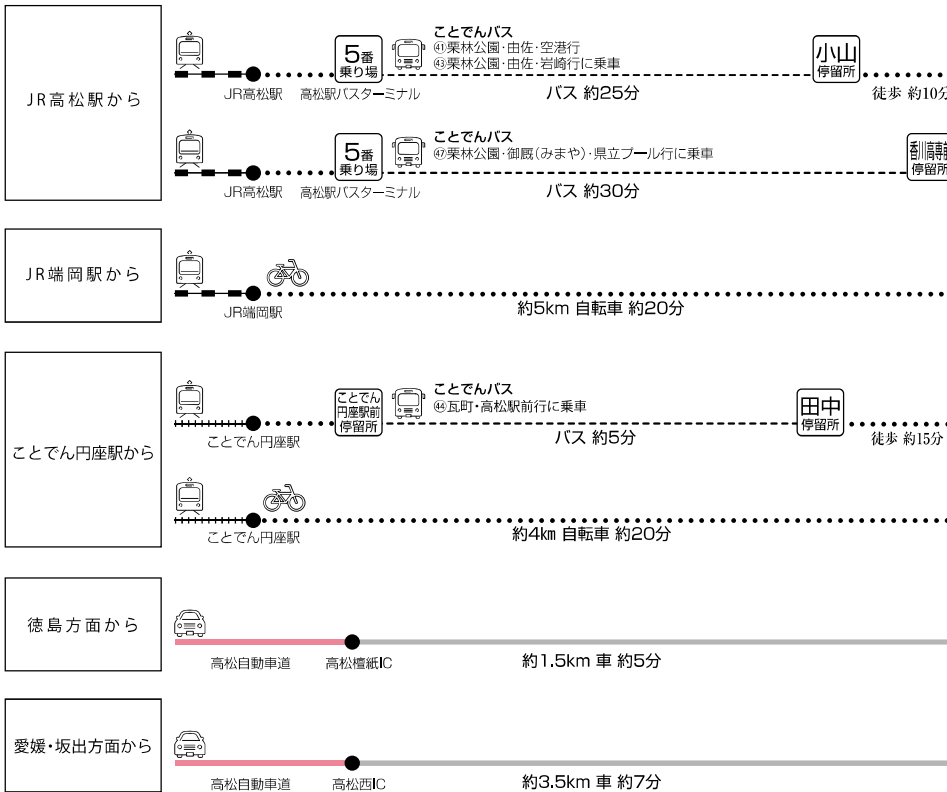 JR高松駅から
JR高松駅
5番
乗り場
高松駅バスターミナル
ことでんバス
㊶栗林公園·由佐·空港行
㊸栗林公園·由佐·岩崎行に乗車
バス 約25分
小山
停留所
徒歩 約10分
JR高松駅
5番
乗り場
高松駅バスターミナル
ことでんバス
㊼栗林公園·御厩(みまや)·県立プール行に乗車
バス 約30分
香川高専前
停留所
JR端岡駅から
JR端岡駅
約5km 自転車 約20分
ことでん円座駅から
ことでん円座駅
ことでん
円座駅前
停留所
ことでんバス
㊹瓦町·高松駅前行に乗車
バス 約5分
田中
停留所
徒歩 約15分
ことでん円座駅
約4㎞ 自転車 約20分
徳島方面から
高松自動車道
高松檀紙IC
約1.5km 車 約5分
愛媛·坂出方面から
高松自動車道
高松西IC
約3.5km 車 約7分